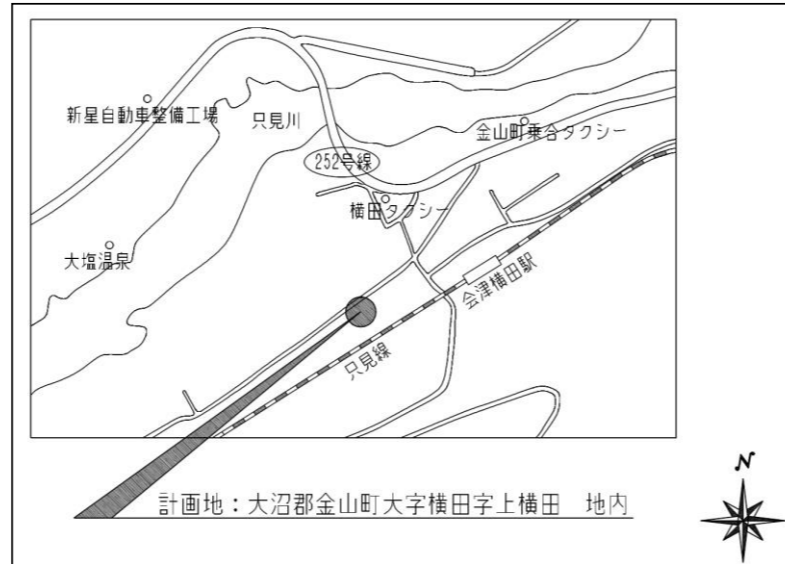 新星自動車整備工場
只見川
金山町乗合タクシー
252号線
横田タクシー
大塩温泉
会津横田駅
只見線
計画地：大沼郡金山町大字横田字上横田　地内
N